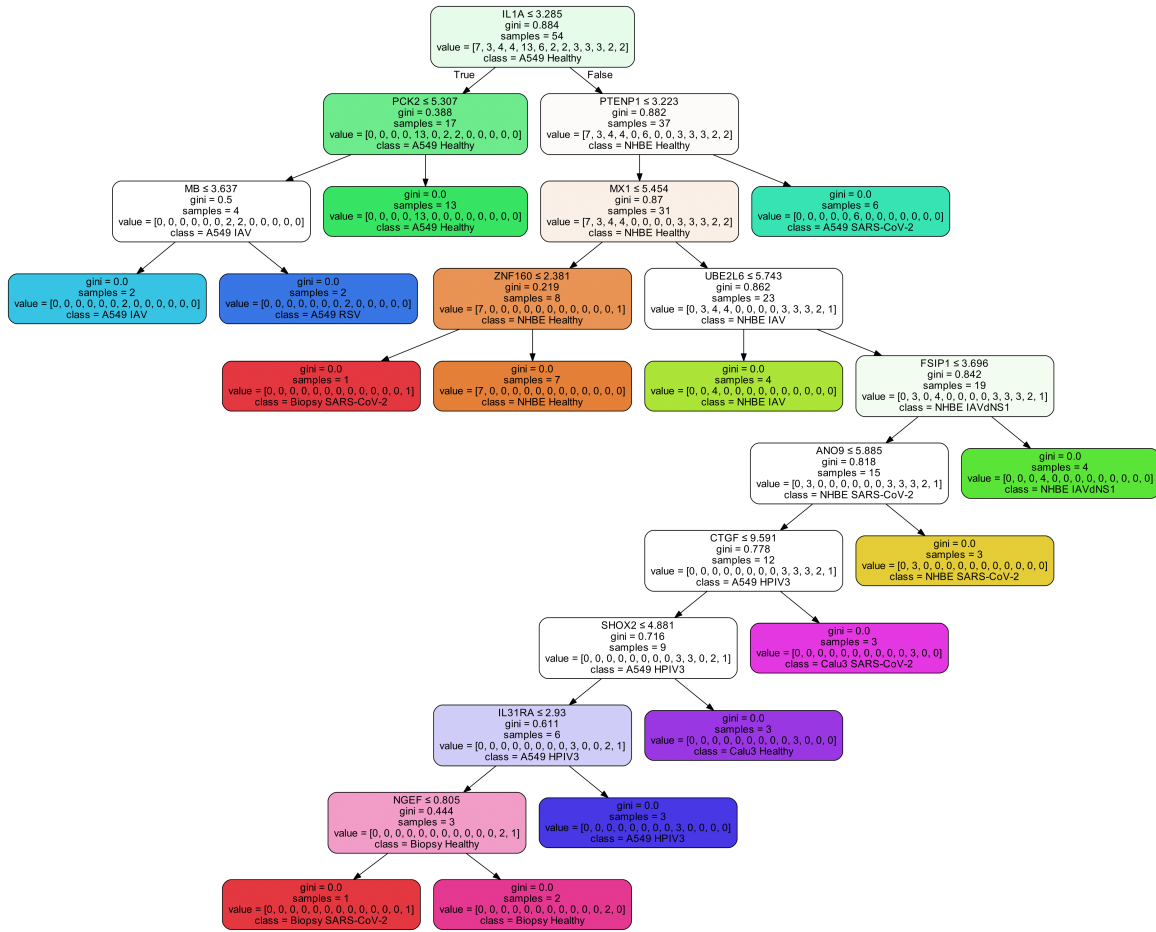 IL1A ≤ 3.285
gini = 0.884
samples = 54
value = [7, 3, 4, 4, 13, 6, 2, 2, 3, 3, 3, 2, 2]
class = A549 Healthy
True
False
PCK2 ≤ 5.307
gini = 0.388
samples = 17
value = [0, 0, 0, 0, 13, 0, 2, 2, 0, 0, 0, 0, 0]
class = A549 Healthy
PTENP1 ≤ 3.223
gini = 0.882
samples = 37
value = [7, 3, 4, 4, 0, 6, 0, 0, 3, 3, 3, 2, 2]
class = NHBE Healthy
MB ≤ 3.637
gini = 0.5
samples = 4
value = [0, 0, 0, 0, 0, 0, 2, 2, 0, 0, 0, 0, 0]
class = A549 IAV
gini = 0.0
samples = 13
value = [0, 0, 0, 0, 13, 0, 0, 0, 0, 0, 0, 0, 0]
class = A549 Healthy
MX1 ≤ 5.454
gini = 0.87
samples = 31
value = [7, 3, 4, 4, 0, 0, 0, 0, 3, 3, 3, 2, 2]
class = NHBE Healthy
gini = 0.0
samples = 6
value = [0, 0, 0, 0, 0, 6, 0, 0, 0, 0, 0, 0, 0]
class = A549 SARS-CoV-2
gini = 0.0
samples = 2
value = [0, 0, 0, 0, 0, 0, 2, 0, 0, 0, 0, 0, 0]
class = A549 IAV
gini = 0.0
samples = 2
value = [0, 0, 0, 0, 0, 0, 0, 2, 0, 0, 0, 0, 0]
class = A549 RSV
ZNF160 ≤ 2.381
gini = 0.219
samples = 8
value = [7, 0, 0, 0, 0, 0, 0, 0, 0, 0, 0, 0, 1]
class = NHBE Healthy
UBE2L6 ≤ 5.743
gini = 0.862
samples = 23
value = [0, 3, 4, 4, 0, 0, 0, 0, 3, 3, 3, 2, 1]
class = NHBE IAV
gini = 0.0
samples = 1
value = [0, 0, 0, 0, 0, 0, 0, 0, 0, 0, 0, 0, 1]
class = Biopsy SARS-CoV-2
gini = 0.0
samples = 7
value = [7, 0, 0, 0, 0, 0, 0, 0, 0, 0, 0, 0, 0]
class = NHBE Healthy
gini = 0.0
samples = 4
value = [0, 0, 4, 0, 0, 0, 0, 0, 0, 0, 0, 0, 0]
class = NHBE IAV
FSIP1 ≤ 3.696
gini = 0.842
samples = 19
value = [0, 3, 0, 4, 0, 0, 0, 0, 3, 3, 3, 2, 1]
class = NHBE IAVdNS1
ANO9 ≤ 5.885
gini = 0.818
samples = 15
value = [0, 3, 0, 0, 0, 0, 0, 0, 3, 3, 3, 2, 1]
class = NHBE SARS-CoV-2
gini = 0.0
samples = 4
value = [0, 0, 0, 4, 0, 0, 0, 0, 0, 0, 0, 0, 0]
class = NHBE IAVdNS1
CTGF ≤ 9.591
gini = 0.778
samples = 12
value = [0, 0, 0, 0, 0, 0, 0, 0, 3, 3, 3, 2, 1]
class = A549 HPIV3
gini = 0.0
samples = 3
value = [0, 3, 0, 0, 0, 0, 0, 0, 0, 0, 0, 0, 0]
class = NHBE SARS-CoV-2
SHOX2 ≤ 4.881
gini = 0.716
samples = 9
value = [0, 0, 0, 0, 0, 0, 0, 0, 3, 3, 0, 2, 1]
class = A549 HPIV3
gini = 0.0
samples = 3
value = [0, 0, 0, 0, 0, 0, 0, 0, 0, 0, 3, 0, 0]
class = Calu3 SARS-CoV-2
IL31RA ≤ 2.93
gini = 0.611
samples = 6
value = [0, 0, 0, 0, 0, 0, 0, 0, 3, 0, 0, 2, 1]
class = A549 HPIV3
gini = 0.0
samples = 3
value = [0, 0, 0, 0, 0, 0, 0, 0, 0, 3, 0, 0, 0]
class = Calu3 Healthy
NGEF ≤ 0.805
gini = 0.444
samples = 3
value = [0, 0, 0, 0, 0, 0, 0, 0, 0, 0, 0, 2, 1]
class = Biopsy Healthy
gini = 0.0
samples = 3
value = [0, 0, 0, 0, 0, 0, 0, 0, 3, 0, 0, 0, 0]
class = A549 HPIV3
gini = 0.0
samples = 1
value = [0, 0, 0, 0, 0, 0, 0, 0, 0, 0, 0, 0, 1]
class = Biopsy SARS-CoV-2
gini = 0.0
samples = 2
value = [0, 0, 0, 0, 0, 0, 0, 0, 0, 0, 0, 2, 0]
class = Biopsy Healthy